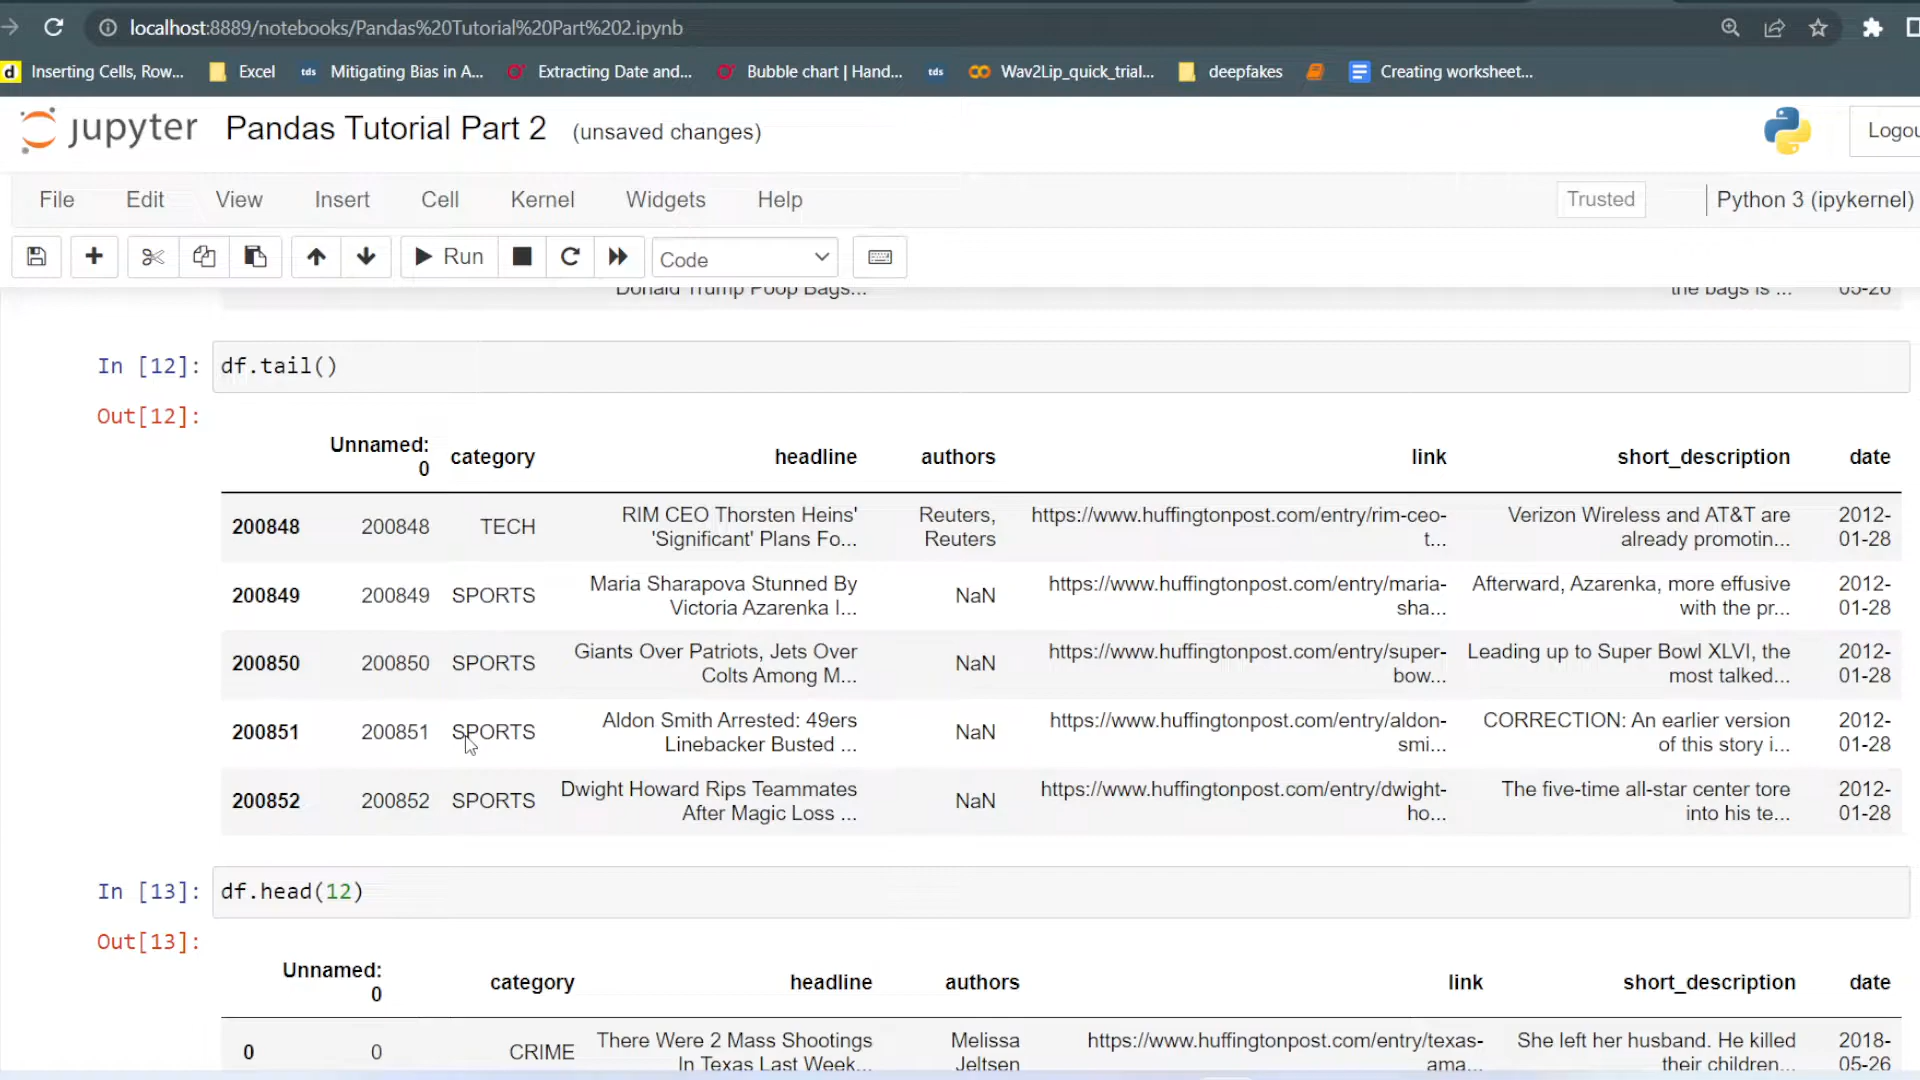 localhost:8889/notebooks/Pandas%20Tutorial%20Part%202.ipynb
d Inserting Cells, Row... Excel tds Mitigating Bias in A... Extracting Date and... Bubble chart | Hand... tds Wav2Lip_quick_trial... deepfakes Creating worksheet...
jupyter Pandas Tutorial Part 2 (unsaved changes) Logou
File Edit View Insert Cell Kernel Widgets Help Trusted Python 3 (ipykernel)
Run Code
Donald Trump Poop Bags... the bags is ... 05-26
In [12]: df.tail()
Out[12]:
Unnamed: 0 category headline authors link short_description date
200848 200848 TECH RIM CEO Thorsten Heins' Reuters, https://www.huffingtonpost.com/entry/rim-ceo- Verizon Wireless and AT&T are 2012-
'Significant' Plans Fo... Reuters t... already promotin... 01-28
200849 200849 SPORTS Maria Sharapova Stunned By NaN https://www.huffingtonpost.com/entry/maria- Afterward, Azarenka, more effusive 2012-
Victoria Azarenka I... sha... with the pr... 01-28
200850 200850 SPORTS Giants Over Patriots, Jets Over NaN https://www.huffingtonpost.com/entry/super- Leading up to Super Bowl XLVI, the 2012-
Colts Among M... bow... most talked... 01-28
200851 200851 SPORTS Aldon Smith Arrested: 49ers NaN https://www.huffingtonpost.com/entry/aldon- CORRECTION: An earlier version 2012-
Linebacker Busted ... smi... of this story i... 01-28
200852 200852 SPORTS Dwight Howard Rips Teammates NaN https://www.huffingtonpost.com/entry/dwight- The five-time all-star center tore 2012-
After Magic Loss ... ho... into his te... 01-28
In [13]: df.head(12)
Out[13]:
Unnamed: 0 category headline authors link short_description date
0 0 CRIME There Were 2 Mass Shootings Melissa https://www.huffingtonpost.com/entry/texas- She left her husband. He killed 2018-
In Texas Last Week... Jeltsen ama... their children... 05-26